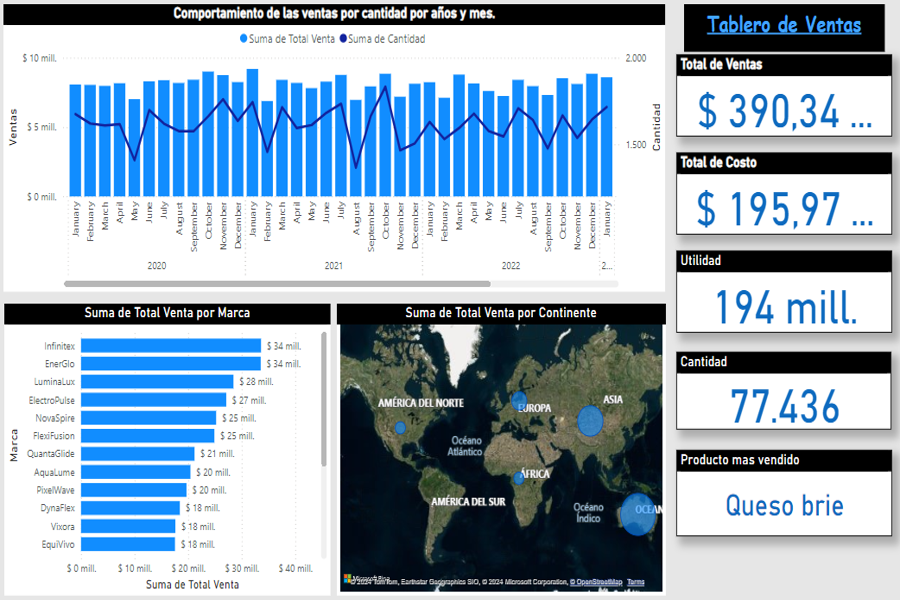 Comportamiento de las ventas por cantidad por años y mes.
Suma de Total Venta Suma de Cantidad
Ventas
$ 10 mill.
$ 5 mill.
$ 0 mill.
Cantidad
2.000
1.500
January February March April May June July August September October November December January February March April May June July August September October November December January February March April May June July August September October November December January
2020 2021 2022 2...
Tablero de Ventas
Total de Ventas
$ 390,34 ...
Total de Costo
$ 195,97 ...
Utilidad
194 mill.
Cantidad
77.436
Producto mas vendido
Queso brie
Suma de Total Venta por Marca
Marca
Infinitex $ 34 mill.
EnerGlo $ 34 mill.
LuminaLux $ 28 mill.
ElectroPulse $ 27 mill.
NovaSpire $ 25 mill.
FlexiFusion $ 25 mill.
QuantaGlide $ 21 mill.
AquaLume $ 20 mill.
PixelWave $ 20 mill.
DynaFlex $ 18 mill.
Vixora $ 18 mill.
EquiVivo $ 18 mill.
$ 0 mill. $ 10 mill. $ 20 mill. $ 30 mill. $ 40 mill.
Suma de Total Venta
Suma de Total Venta por Continente
AMÉRICA DEL NORTE
EUROPA
ASIA
Océano
Atlántico
ÁFRICA
AMÉRICA DEL SUR
Océano
Índico
OCEAN
Microsoft Bing
© 2024 TomTom, Earthstar Geographics SIO, © 2024 Microsoft Corporation, © OpenStreetMap Terms